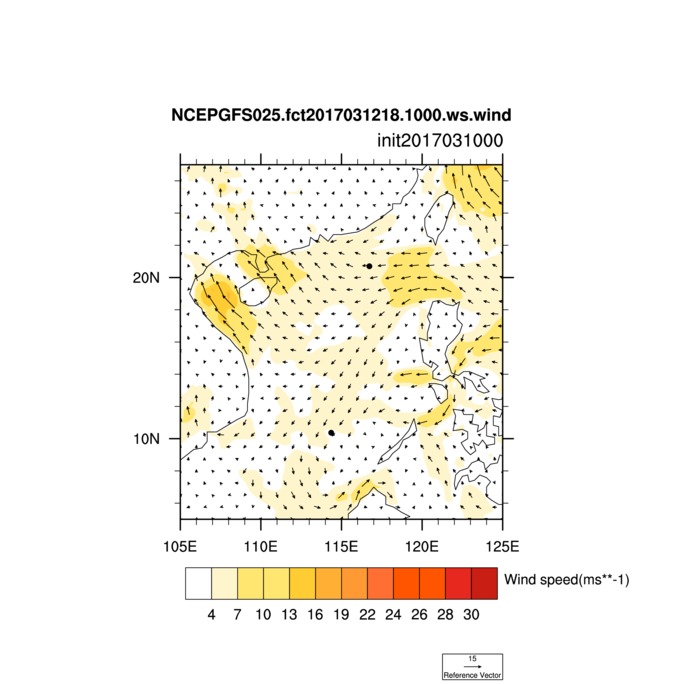 NCEPGFS025.fct2017031218.1000.ws.wind
init2017031000
20N
10N
105E 110E 115E 120E 125E
Wind speed(ms**-1)
4 7 10 13 16 19 22 24 26 28 30
15
Reference Vector